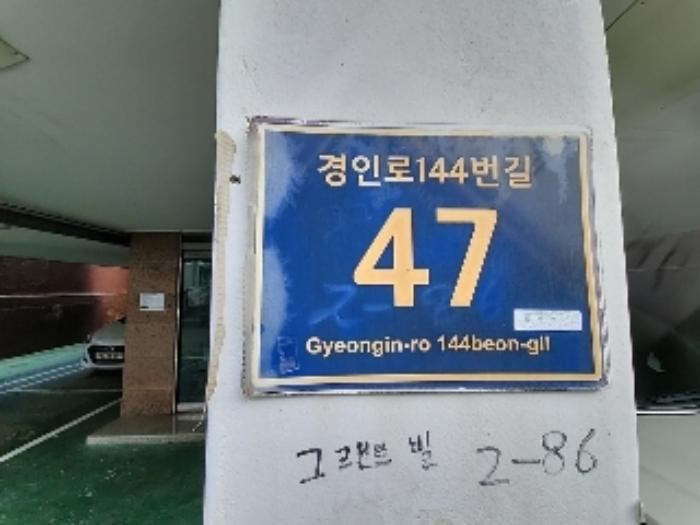 경인로144번길
47
Gyeongin-ro 144beon-gil
그랜드 빌 2-86